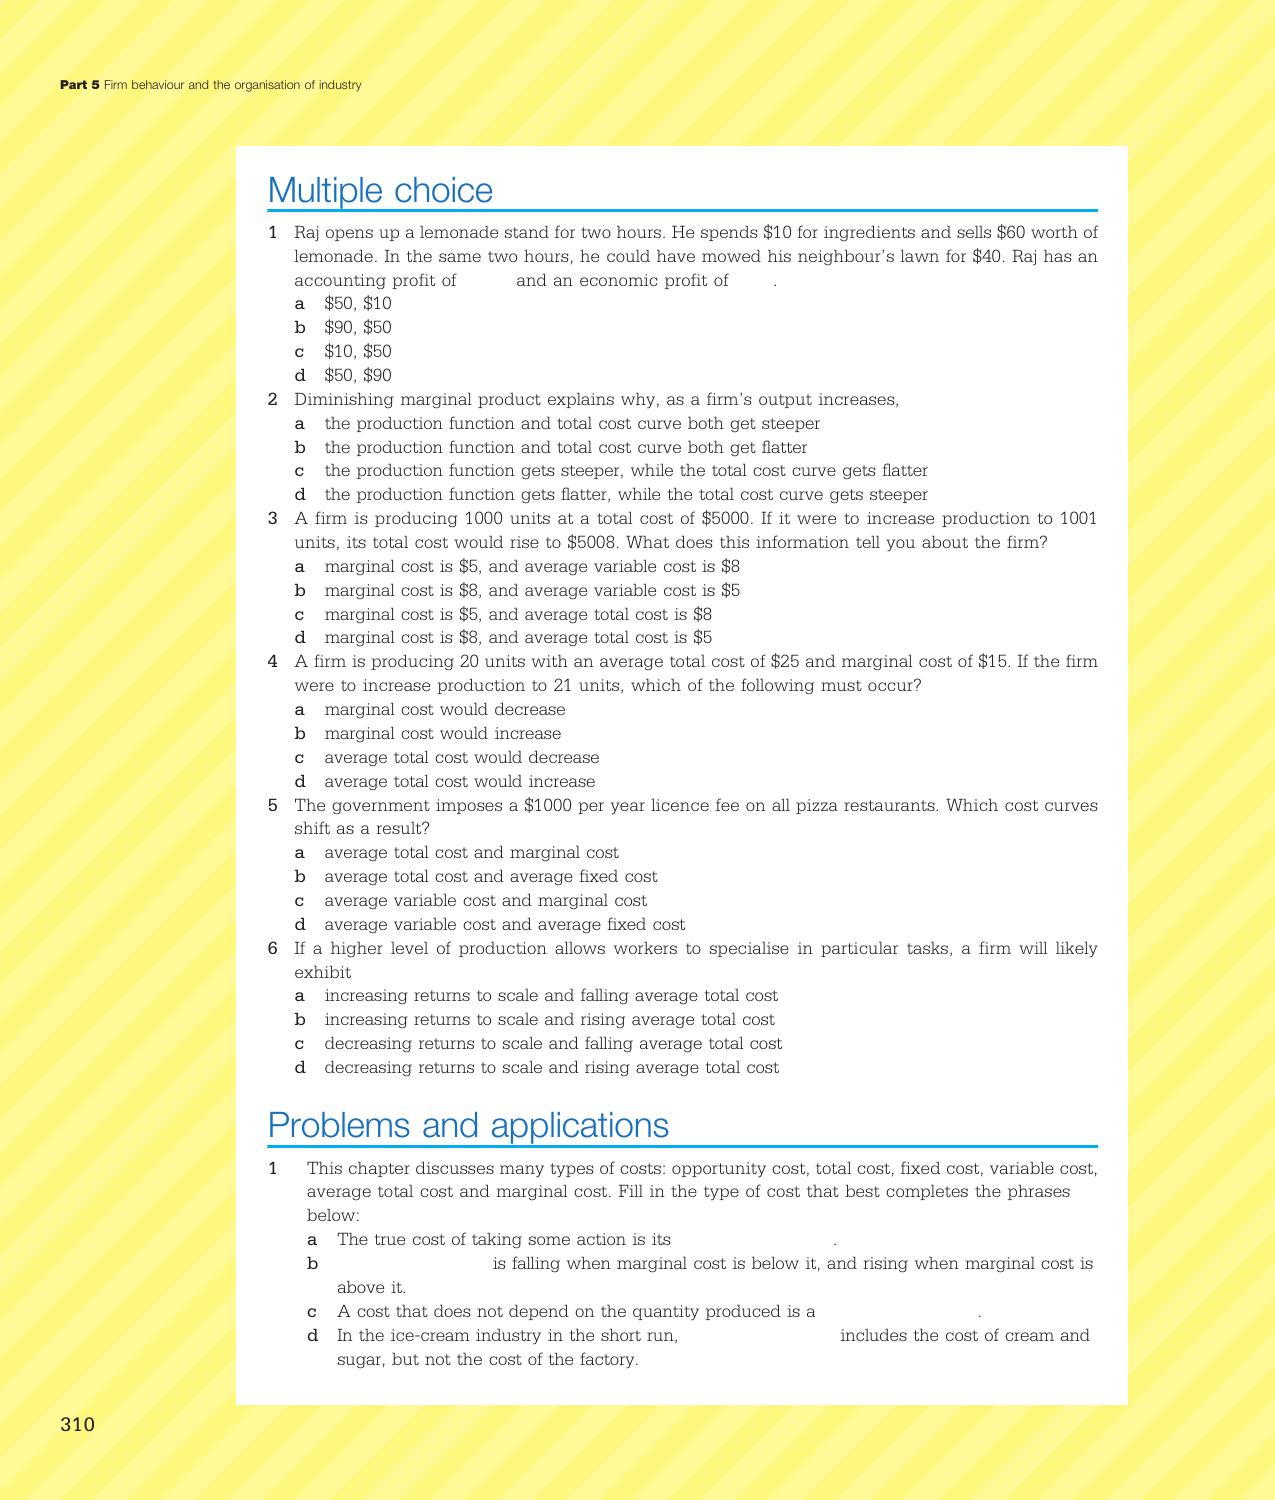 Part 5 Firm behaviour and the organisation of industry
Multiple choice
1 Raj opens up a lemonade stand for two hours. He spends $10 for ingredients and sells $60 worth of
lemonade. In the same two hours, he could have mowed his neighbour's lawn for $40. Raj has an
accounting profit of and an economic profit of .
a $50, $10
b $90, $50
c $10, $50
d $50, $90
2 Diminishing marginal product explains why, as a firm's output increases,
a the production function and total cost curve both get steeper
b the production function and total cost curve both get flatter
c the production function gets steeper, while the total cost curve gets flatter
d the production function gets flatter, while the total cost curve gets steeper
3 A firm is producing 1000 units at a total cost of $5000. If it were to increase production to 1001
units, its total cost would rise to $5008. What does this information tell you about the firm?
a marginal cost is $5, and average variable cost is $8
b marginal cost is $8, and average variable cost is $5
c marginal cost is $5, and average total cost is $8
d marginal cost is $8, and average total cost is $5
4 A firm is producing 20 units with an average total cost of $25 and marginal cost of $15. If the firm
were to increase production to 21 units, which of the following must occur?
a marginal cost would decrease
b marginal cost would increase
c average total cost would decrease
d average total cost would increase
5 The government imposes a $1000 per year licence fee on all pizza restaurants. Which cost curves
shift as a result?
a average total cost and marginal cost
b average total cost and average fixed cost
c average variable cost and marginal cost
d average variable cost and average fixed cost
6 If a higher level of production allows workers to specialise in particular tasks, a firm will likely
exhibit
a increasing returns to scale and falling average total cost
b increasing returns to scale and rising average total cost
c decreasing returns to scale and falling average total cost
d decreasing returns to scale and rising average total cost
Problems and applications
1 This chapter discusses many types of costs: opportunity cost, total cost, fixed cost, variable cost,
average total cost and marginal cost. Fill in the type of cost that best completes the phrases
below:
a The true cost of taking some action is its .
b is falling when marginal cost is below it, and rising when marginal cost is
above it.
c A cost that does not depend on the quantity produced is a .
d In the ice-cream industry in the short run, includes the cost of cream and
sugar, but not the cost of the factory.
310